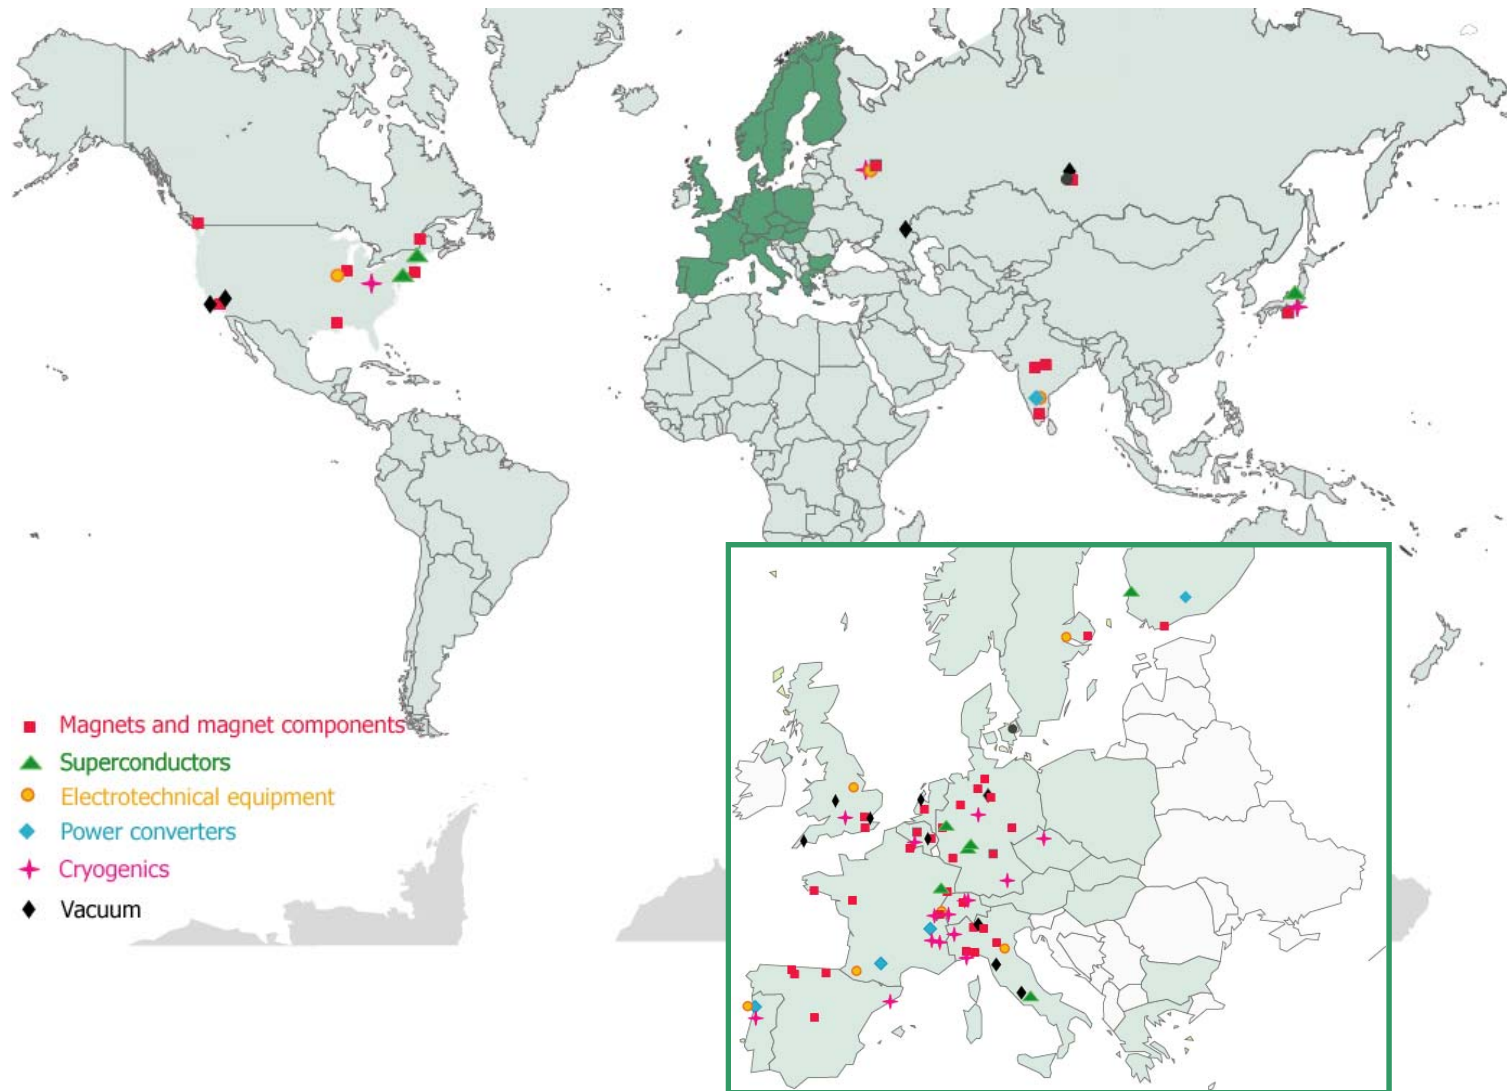 Magnets and magnet components
Superconductors
Electrotechnical equipment
Power converters
Cryogenics
Vacuum